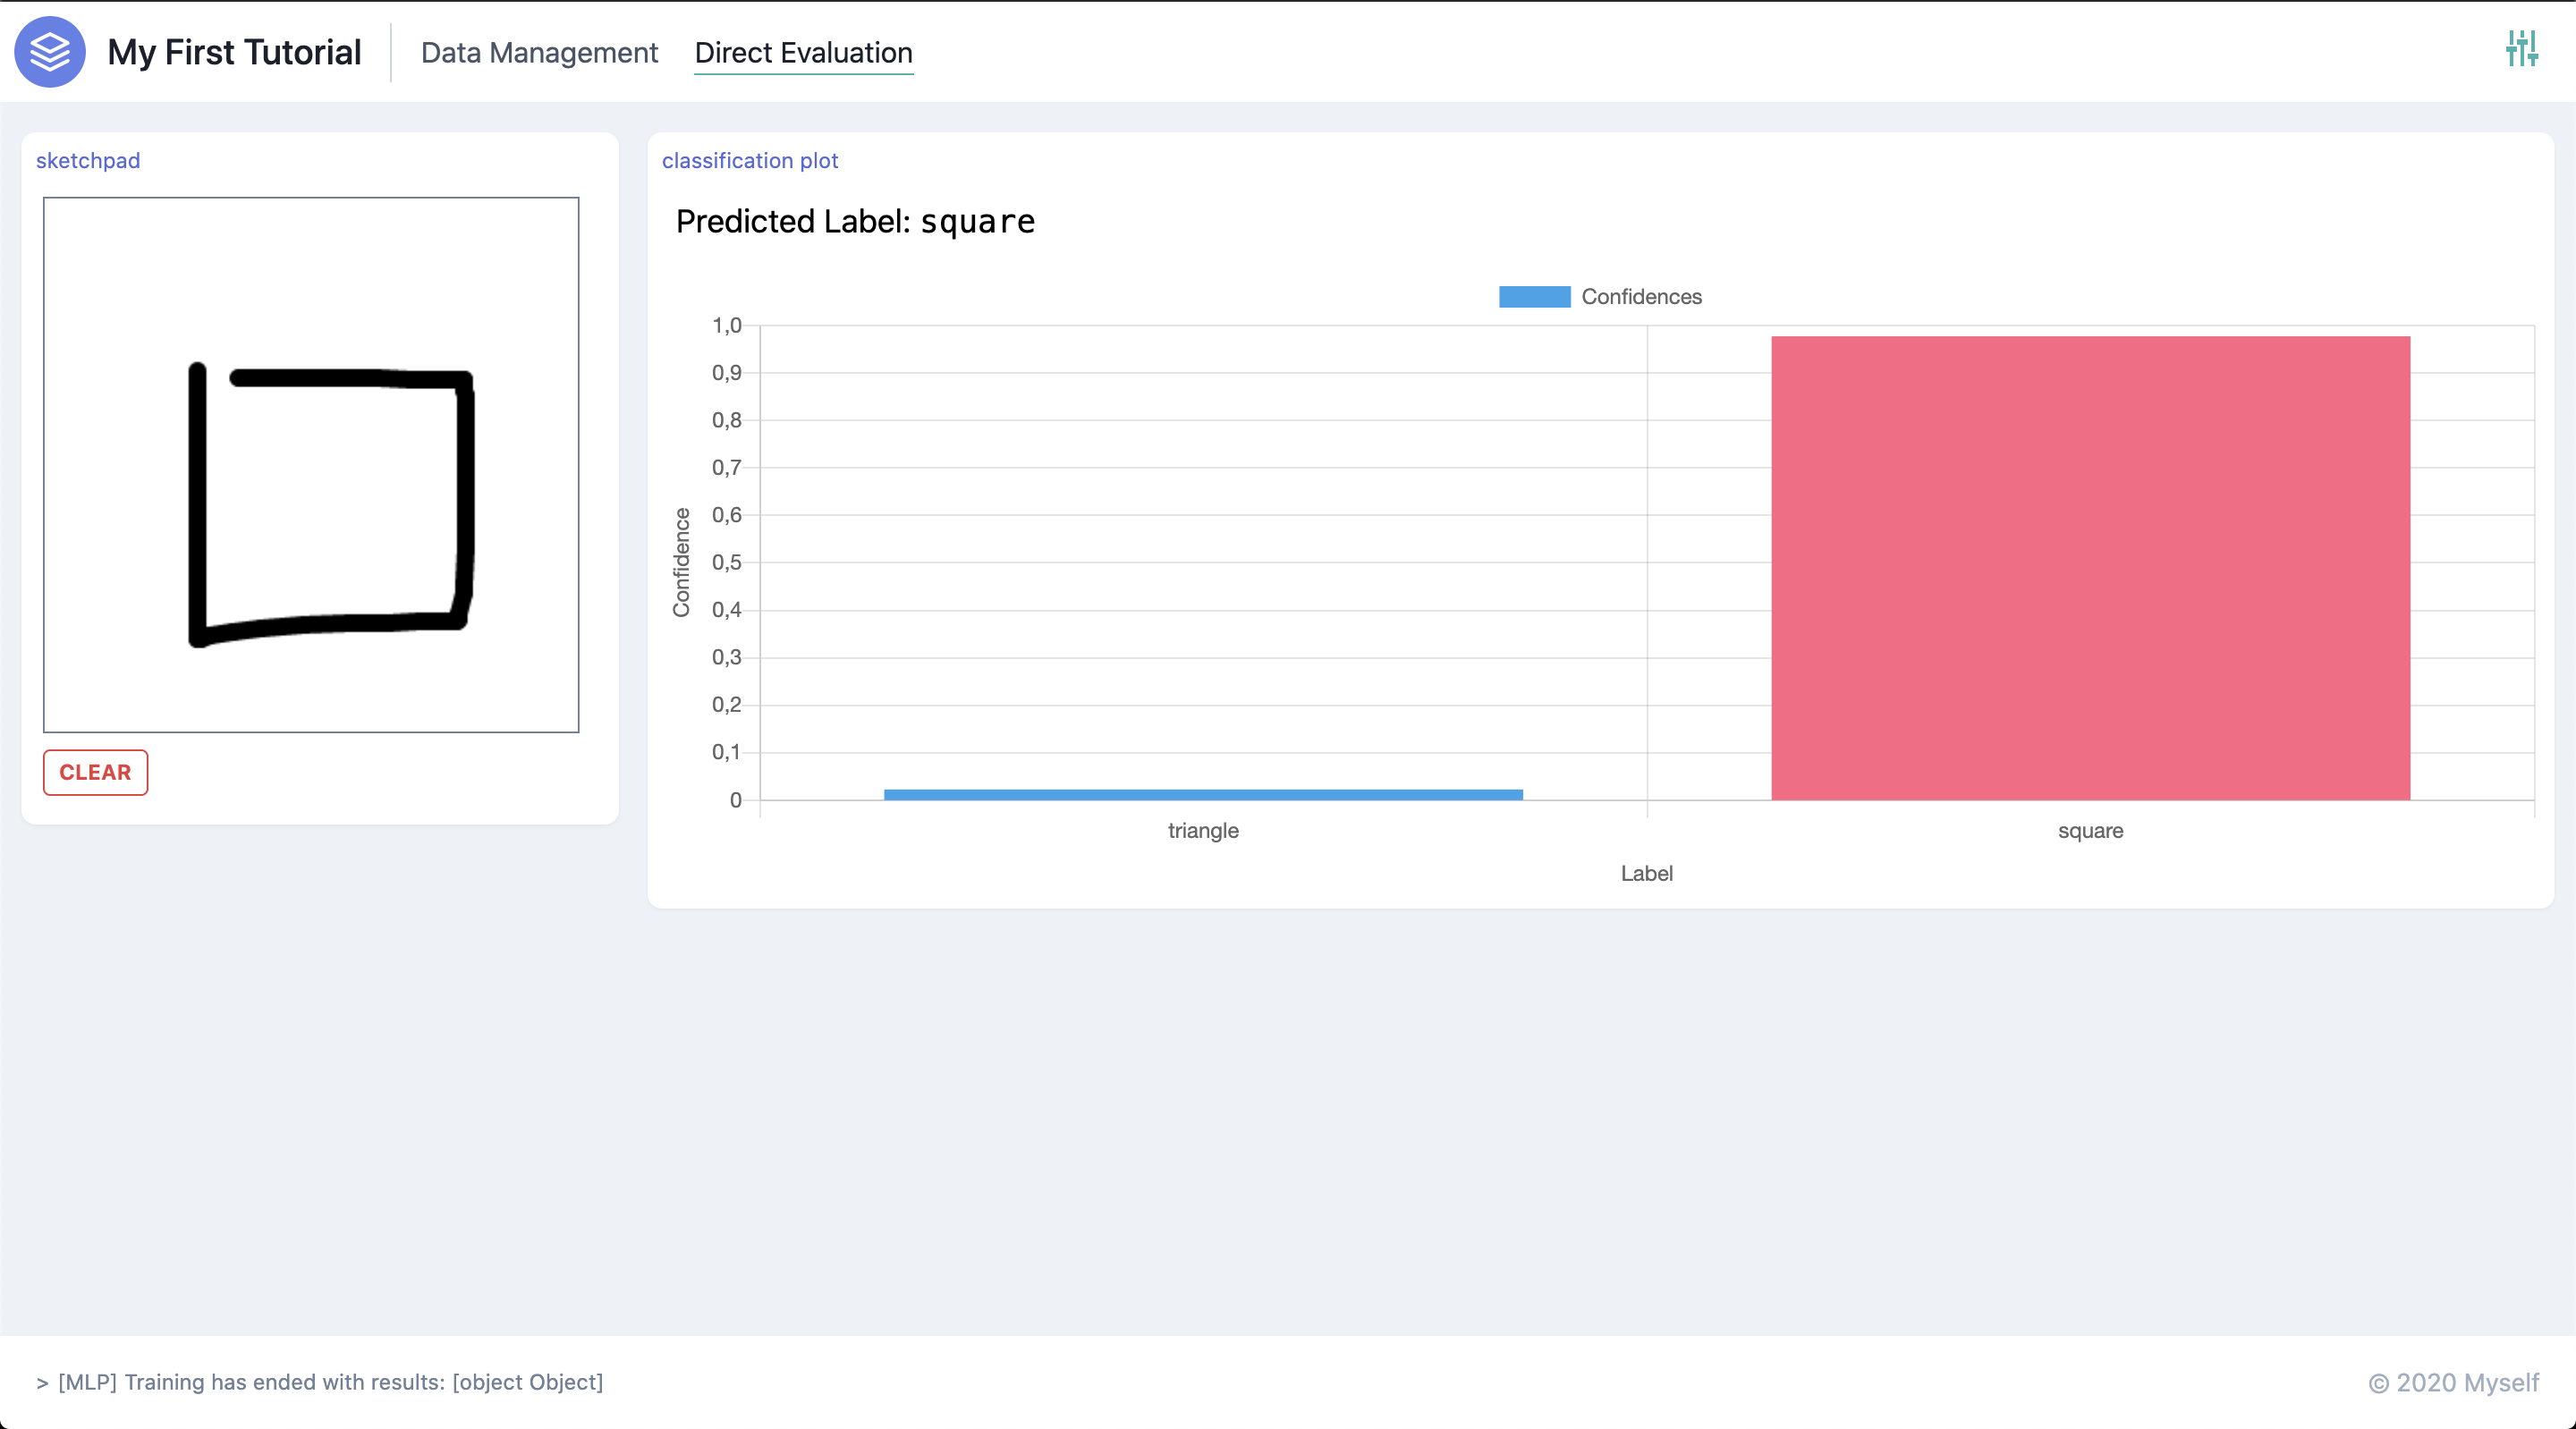 My First Tutorial
Data Management
Direct Evaluation
sketchpad
CLEAR
classification plot
Predicted Label: square
Confidences
1,0
0,9
0,8
0,7
0,6
0,5
0,4
0,3
0,2
0,1
0
Confidence
triangle
square
Label
> [MLP] Training has ended with results: [object Object]
© 2020 Myself